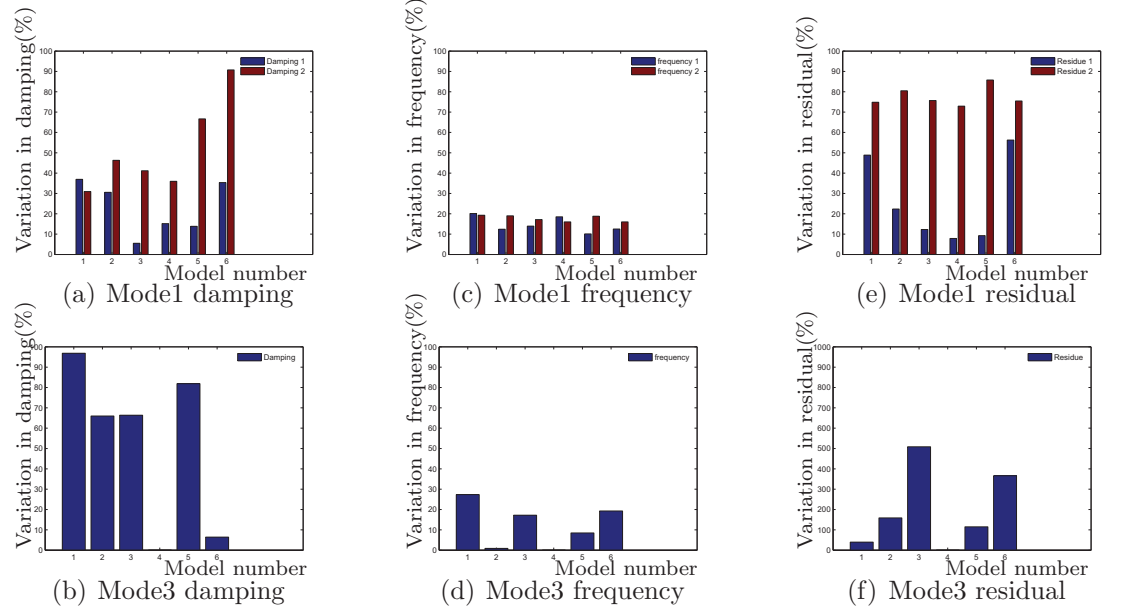 Variation in damping(%)
100
90
80
70
60
50
40
30
20
10
0
Damping 1
Damping 2
1 2 3 4 5 6
Model number
(a) Mode1 damping
Variation in frequency(%)
100
90
80
70
60
50
40
30
20
10
0
frequency 1
frequency 2
1 2 3 4 5 6
Model number
(c) Mode1 frequency
Variation in residual(%)
100
90
80
70
60
50
40
30
20
10
0
Residue 1
Residue 2
1 2 3 4 5 6
Model number
(e) Mode1 residual
Variation in damping(%)
100
90
80
70
60
50
40
30
20
10
0
Damping
1 2 3 4 5 6
Model number
(b) Mode3 damping
Variation in frequency(%)
100
90
80
70
60
50
40
30
20
10
0
frequency
1 2 3 4 5 6
Model number
(d) Mode3 frequency
Variation in residual(%)
1000
900
800
700
600
500
400
300
200
100
0
Residue
1 2 3 4 5 6
Model number
(f) Mode3 residual